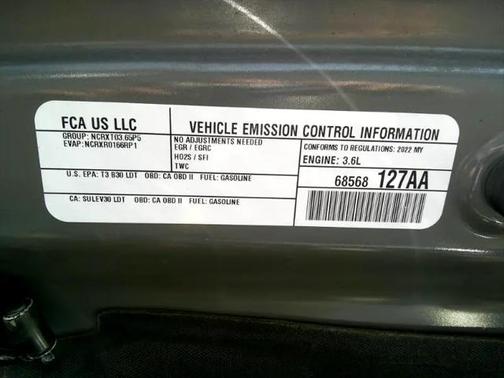 FCA US LLC
GROUP: NCRXT03.65P5
EVAP: NCRXR0166RP1
VEHICLE EMISSION CONTROL INFORMATION
NO ADJUSTMENTS NEEDED
EGR / EGRC
HO2S / SFI
TWC
CONFORMS TO REGULATIONS: 2022 MY
ENGINE: 3.6L
U.S. EPA: T3 B30 LDT OBD: CA OBD II FUEL: GASOLINE
CA: SULEV30 LDT OBD: CA OBD II FUEL: GASOLINE
68568 127AA